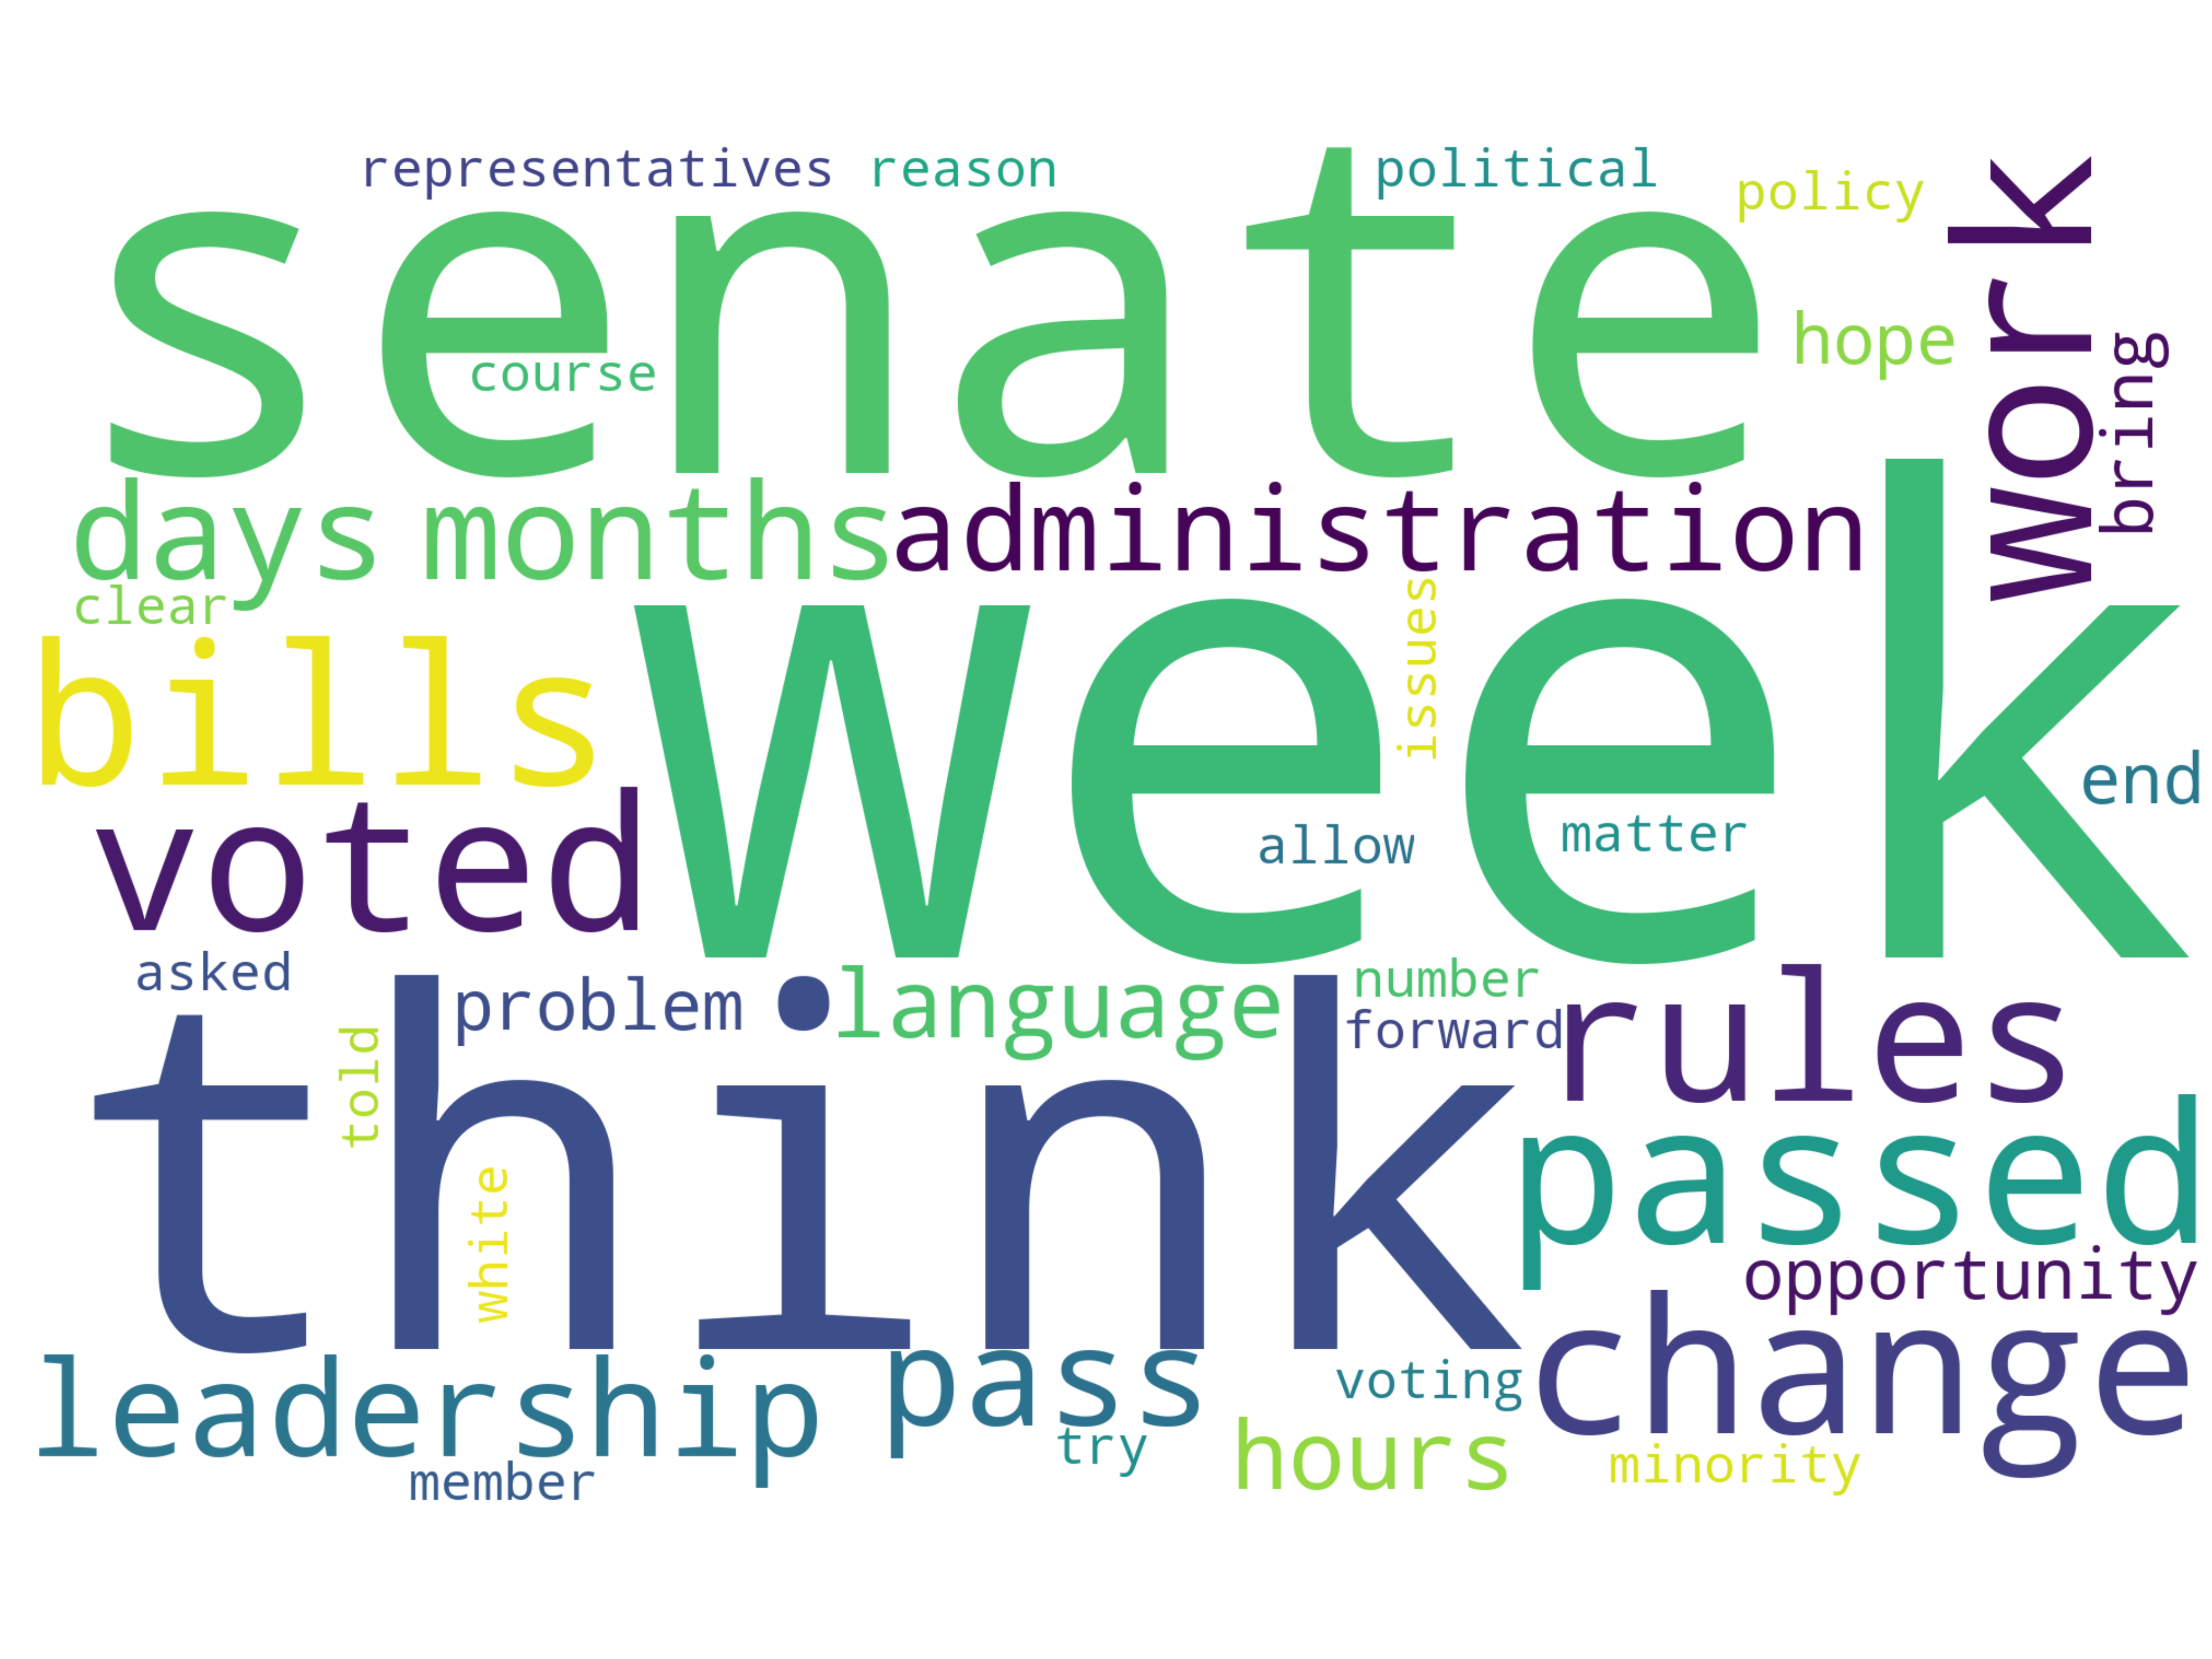 representatives reason political policy
senate
work
hope
bring
course
days months administration
clear
issues
bills
week
end
voted
allow
matter
asked
problem language number
forward
rules
told
think
white
passed
opportunity
change
leadership pass voting
try
hours
minority
member